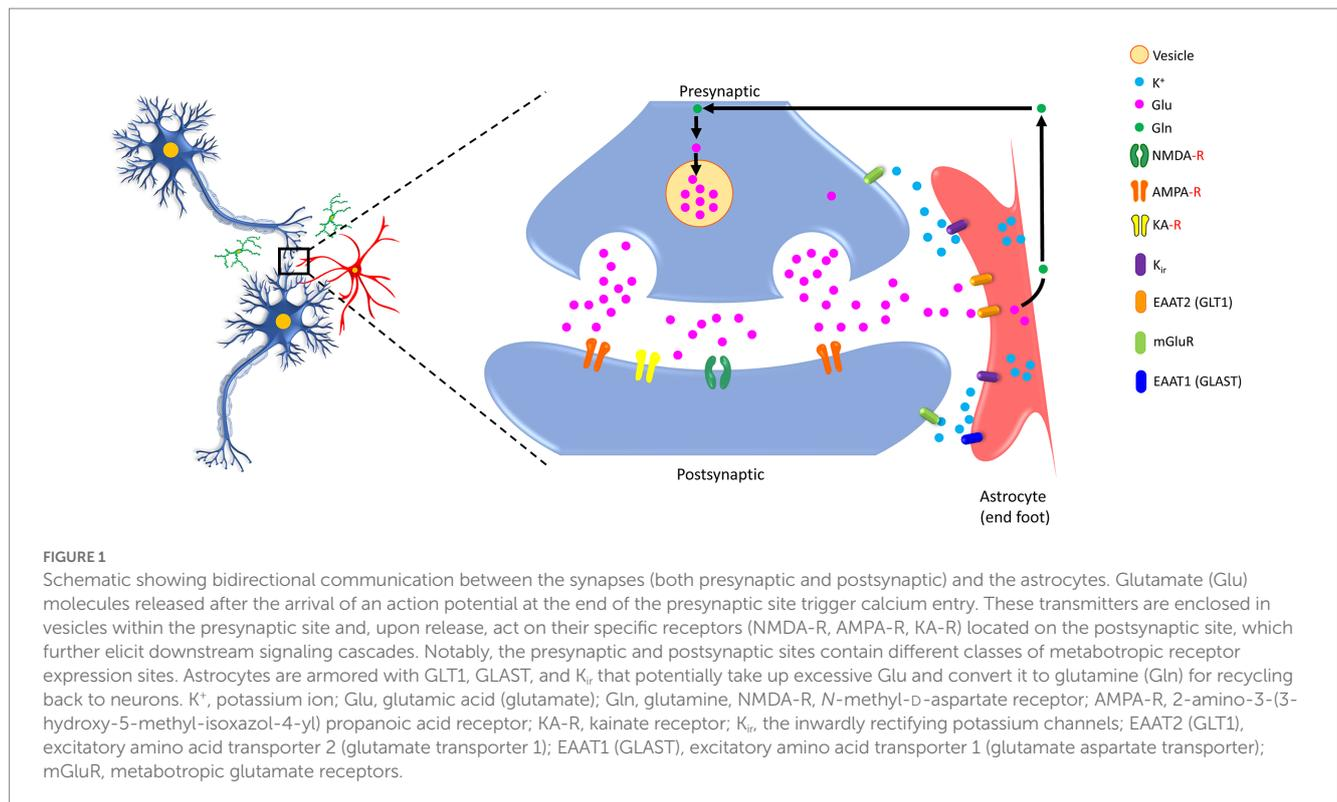 Presynaptic
Postsynaptic
Astrocyte
(end foot)
Vesicle
K⁺
Glu
Gln
NMDA-R
AMPA-R
KA-R
Kir
EAAT2 (GLT1)
mGluR
EAAT1 (GLAST)
FIGURE 1
Schematic showing bidirectional communication between the synapses (both presynaptic and postsynaptic) and the astrocytes. Glutamate (Glu)
molecules released after the arrival of an action potential at the end of the presynaptic site trigger calcium entry. These transmitters are enclosed in
vesicles within the presynaptic site and, upon release, act on their specific receptors (NMDA-R, AMPA-R, KA-R) located on the postsynaptic site, which
further elicit downstream signaling cascades. Notably, the presynaptic and postsynaptic sites contain different classes of metabotropic receptor
expression sites. Astrocytes are armored with GLT1, GLAST, and Kir that potentially take up excessive Glu and convert it to glutamine (Gln) for recycling
back to neurons. K⁺, potassium ion; Glu, glutamic acid (glutamate); Gln, glutamine, NMDA-R, N-methyl-D-aspartate receptor; AMPA-R, 2-amino-3-(3-
hydroxy-5-methyl-isoxazol-4-yl) propanoic acid receptor; KA-R, kainate receptor; Kir, the inwardly rectifying potassium channels; EAAT2 (GLT1),
excitatory amino acid transporter 2 (glutamate transporter 1); EAAT1 (GLAST), excitatory amino acid transporter 1 (glutamate aspartate transporter);
mGluR, metabotropic glutamate receptors.